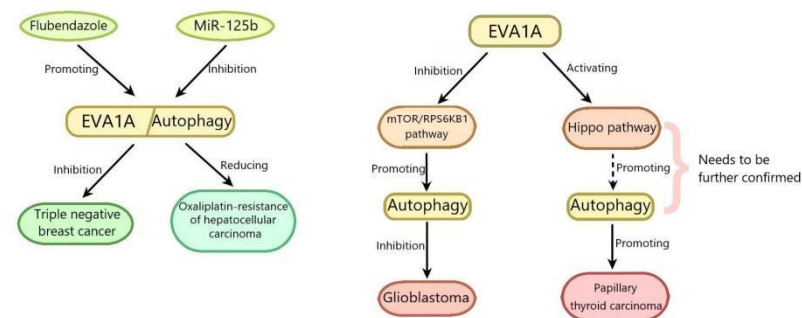 Flubendazole
MiR-125b
Promoting
Inhibition
EVA1A/Autophagy
Inhibition
Reducing
Triple negative
breast cancer
Oxaliplatin-resistance
of hepatocellular
carcinoma
EVA1A
Inhibition
Activating
mTOR/RPS6KB1
pathway
Hippo pathway
Promoting
Promoting
Needs to be
further confirmed
Autophagy
Autophagy
Inhibition
Promoting
Glioblastoma
Papillary
thyroid carcinoma